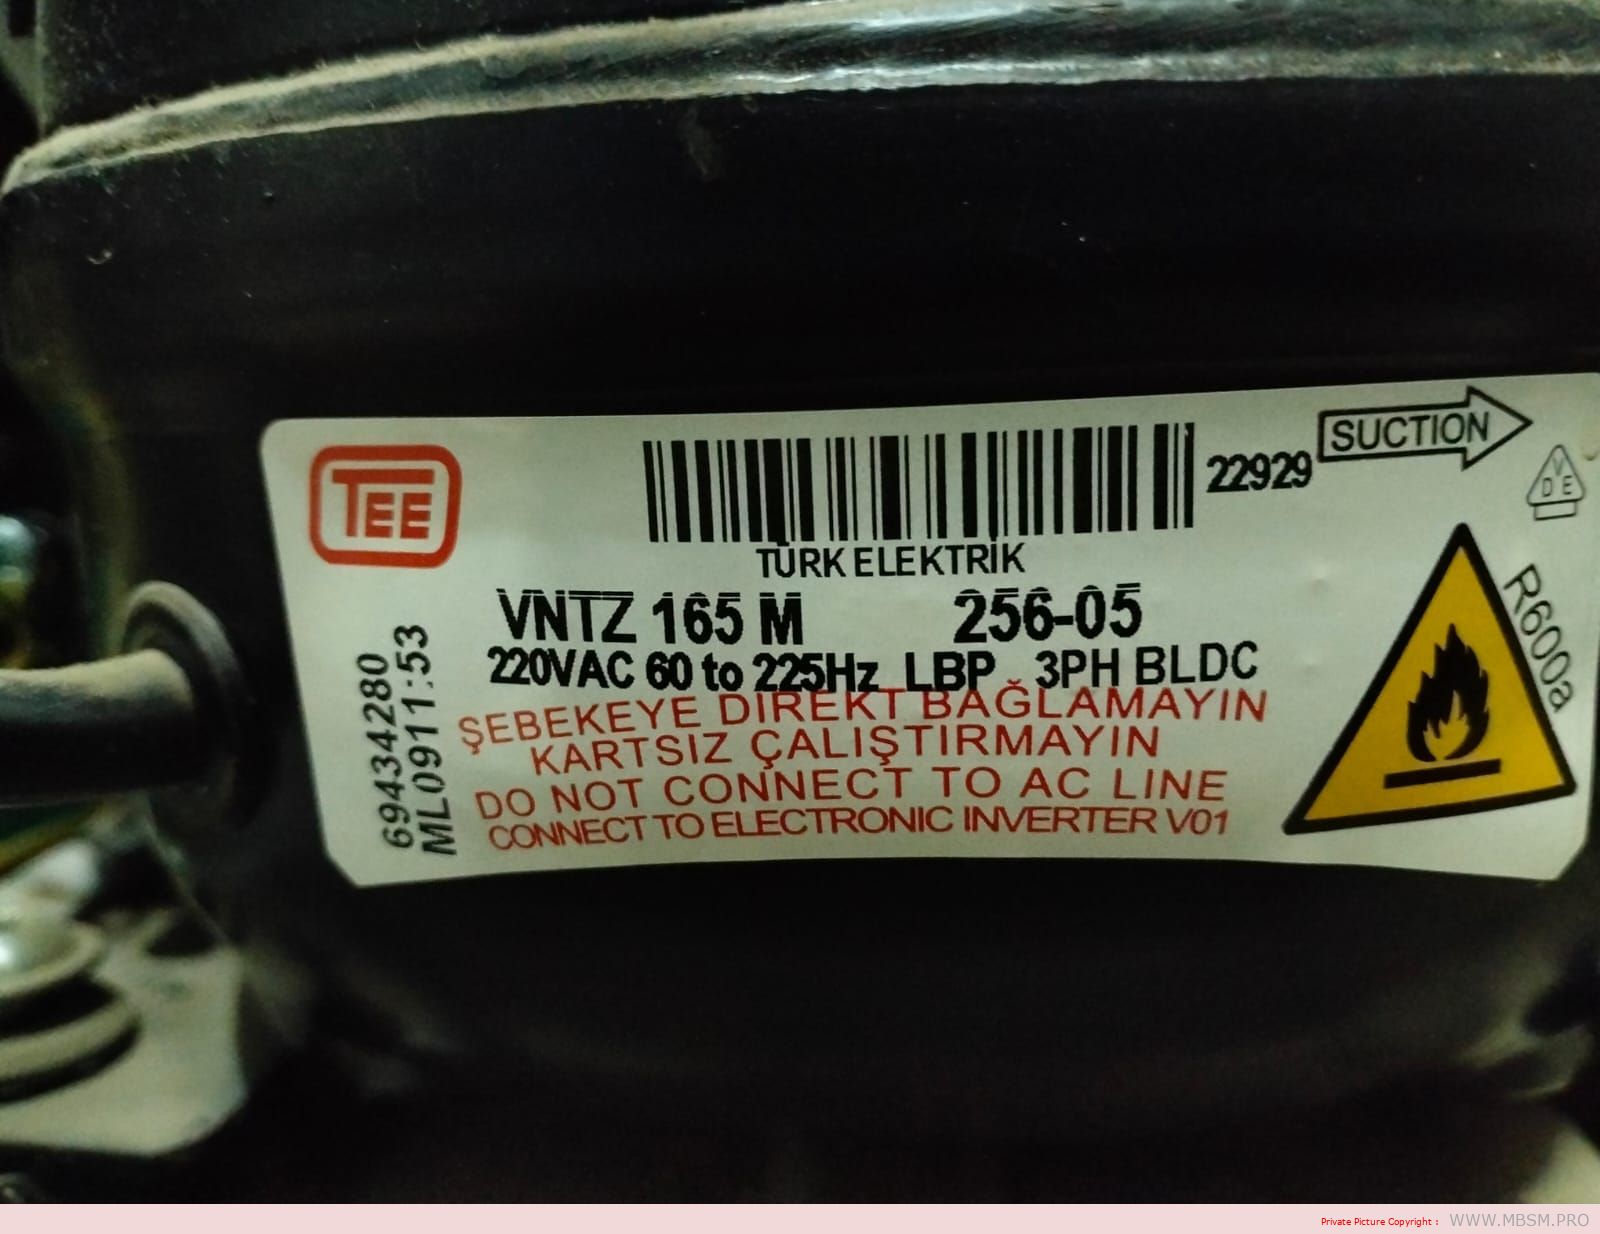 TEE
22929
SUCTION
VDE
TÜRK ELEKTRİK
VNTZ 165 M 256-05
220VAC 60 to 225Hz LBP 3PH BLDC
ŞEBEKEYE DIREKT BAĞLAMAYIN
KARTSIZ ÇALIŞTIRMAYIN
DO NOT CONNECT TO AC LINE
CONNECT TO ELECTRONIC INVERTER V01
69434280
ML0911:53
R600a
Private Picture Copyright : WWW.MBSM.PRO